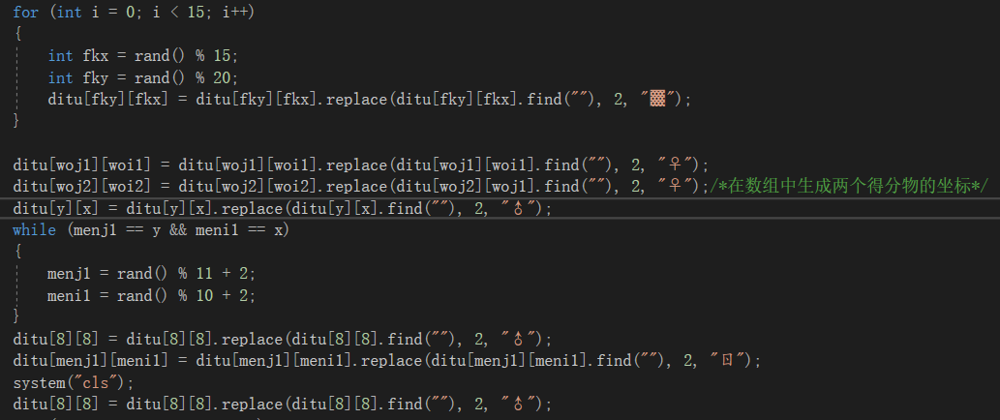 for (int i = 0; i < 15; i++)
{
int fkx = rand() % 15;
int fky = rand() % 20;
ditu[fky][fkx] = ditu[fky][fkx].replace(ditu[fky][fkx].find(""), 2, "▓");
}
ditu[woj1][woi1] = ditu[woj1][woi1].replace(ditu[woj1][woi1].find(""), 2, "♀");
ditu[woj2][woi2] = ditu[woj2][woi2].replace(ditu[woj2][woj1].find(""), 2, "♀");/*在数组中生成两个得分物的坐标*/
ditu[y][x] = ditu[y][x].replace(ditu[y][x].find(""), 2, "♁");
while (menj1 == y && meni1 == x)
{
menj1 = rand() % 11 + 2;
meni1 = rand() % 10 + 2;
}
ditu[8][8] = ditu[8][8].replace(ditu[8][8].find(""), 2, "♁");
ditu[menj1][meni1] = ditu[menj1][meni1].replace(ditu[menj1][meni1].find(""), 2, "日");
system("cls");
ditu[8][8] = ditu[8][8].replace(ditu[8][8].find(""), 2, "♁");